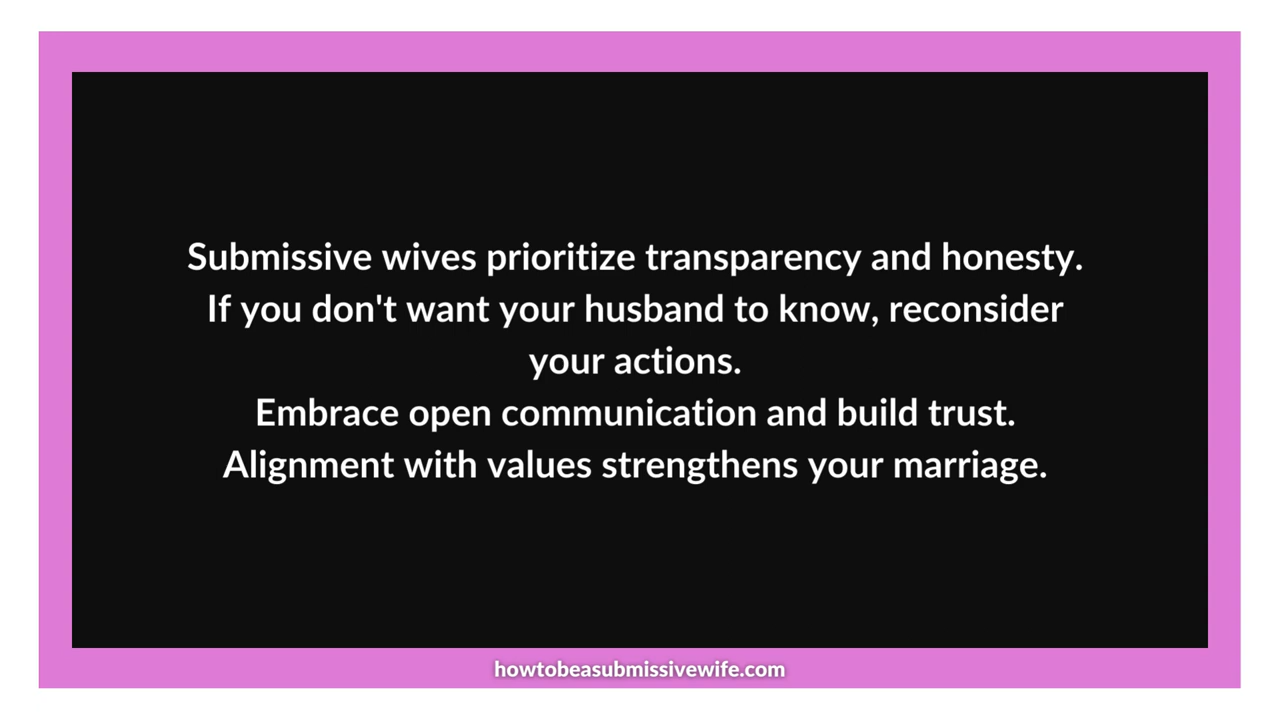 Submissive wives prioritize transparency and honesty.
If you don't want your husband to know, reconsider
your actions.
Embrace open communication and build trust.
Alignment with values strengthens your marriage.
howtobeasubmissivewife.com